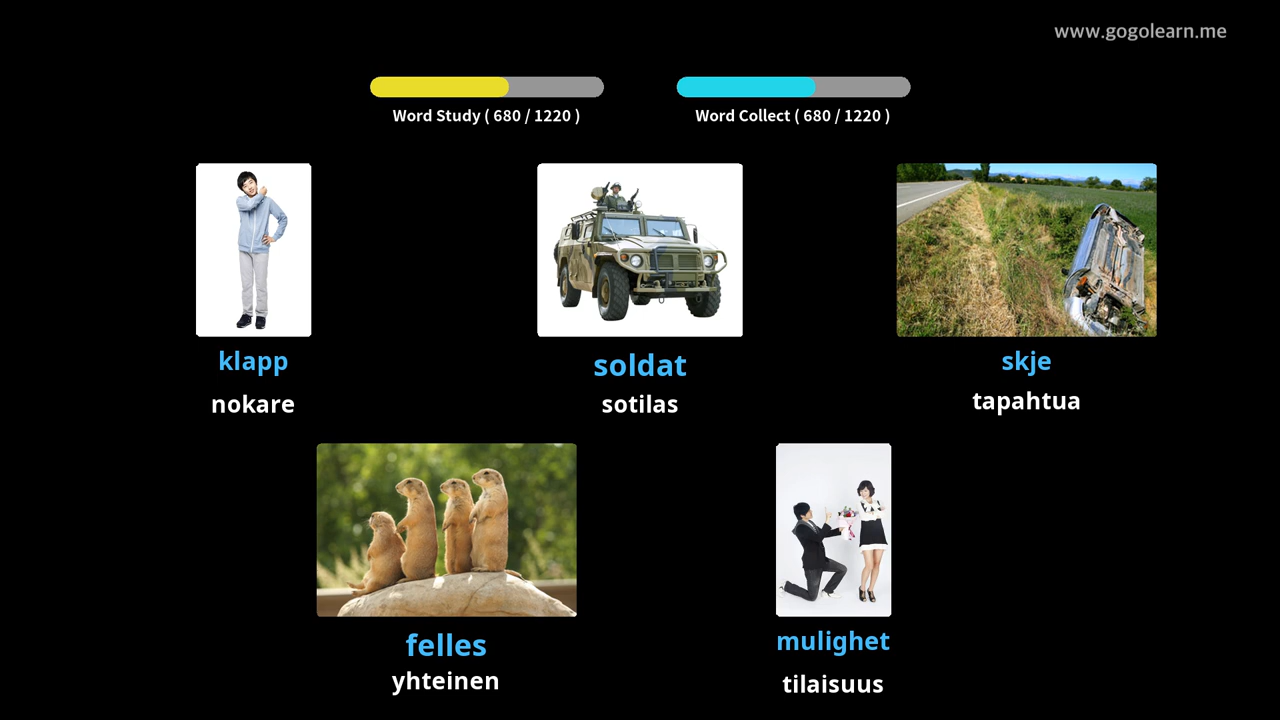 www.gogolearn.me
Word Study ( 680 / 1220 )
Word Collect ( 680 / 1220 )
klapp
nokare
soldat
sotilas
skje
tapahtua
felles
yhteinen
mulighet
tilaisuus